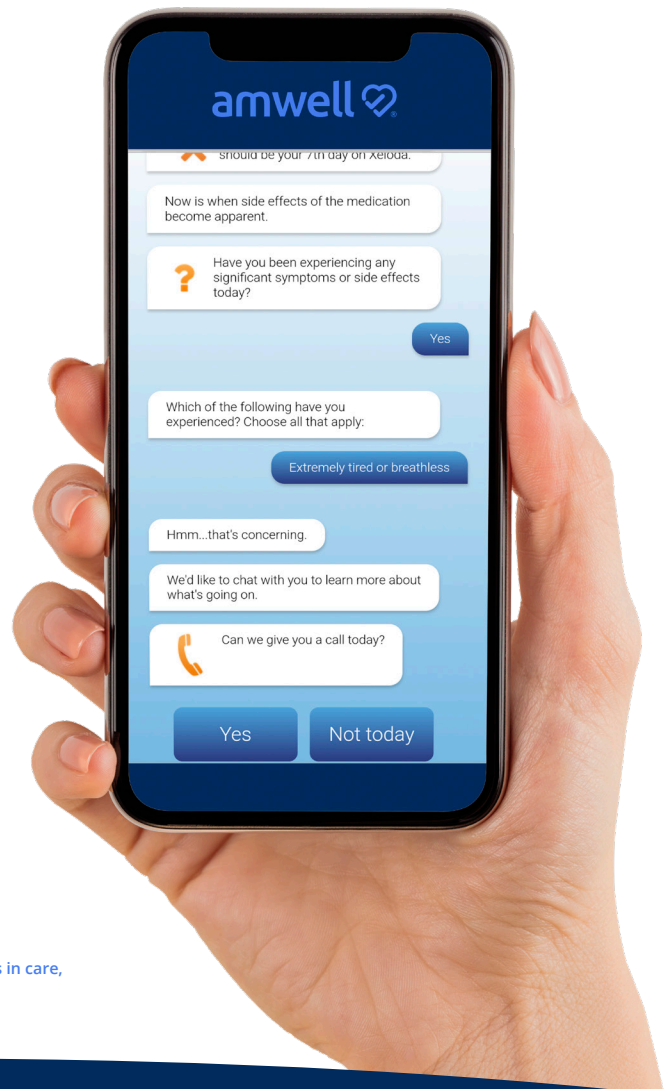 amwell
should be your 7th day on Xeloda.
Now is when side effects of the medication
become apparent.
Have you been experiencing any
significant symptoms or side effects
today?
Yes
Which of the following have you
experienced? Choose all that apply:
Extremely tired or breathless
Hmm...that's concerning.
We'd like to chat with you to learn more about
what's going on.
Can we give you a call today?
Yes
Not today
in care,